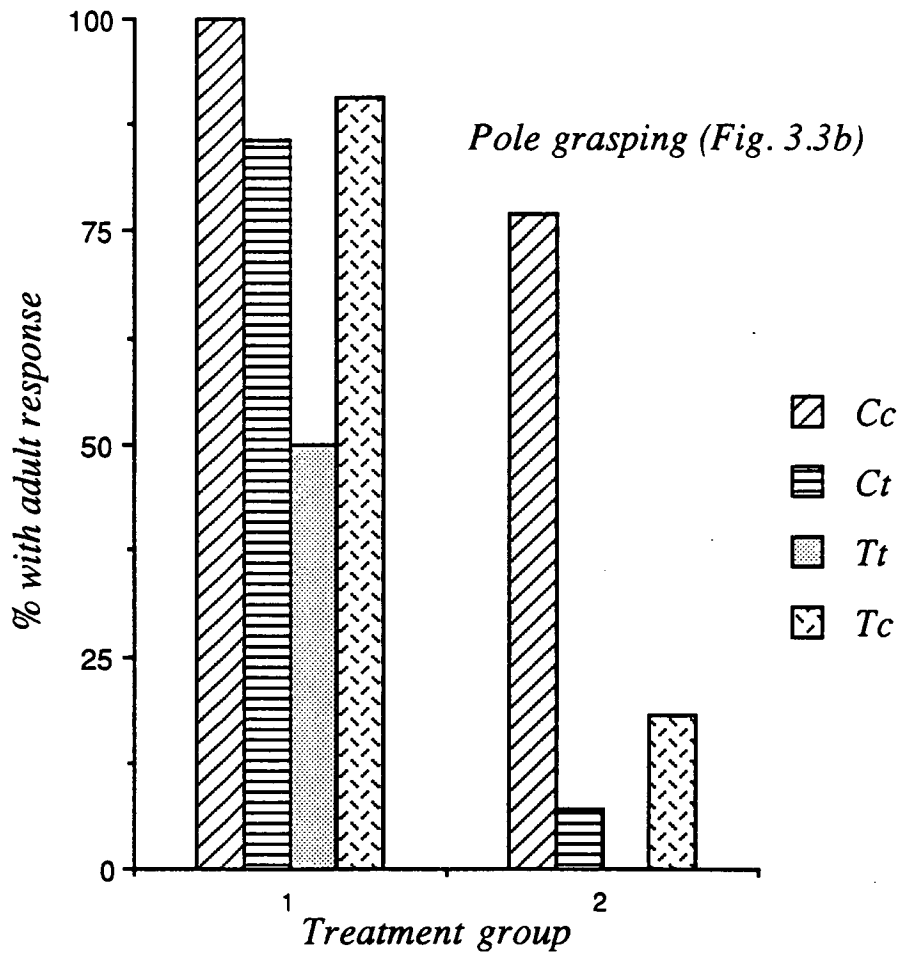 100
75
50
25
0
% with adult response
Pole grasping (Fig. 3.3b)
Cc
Ct
Tt
Tc
1
2
Treatment group